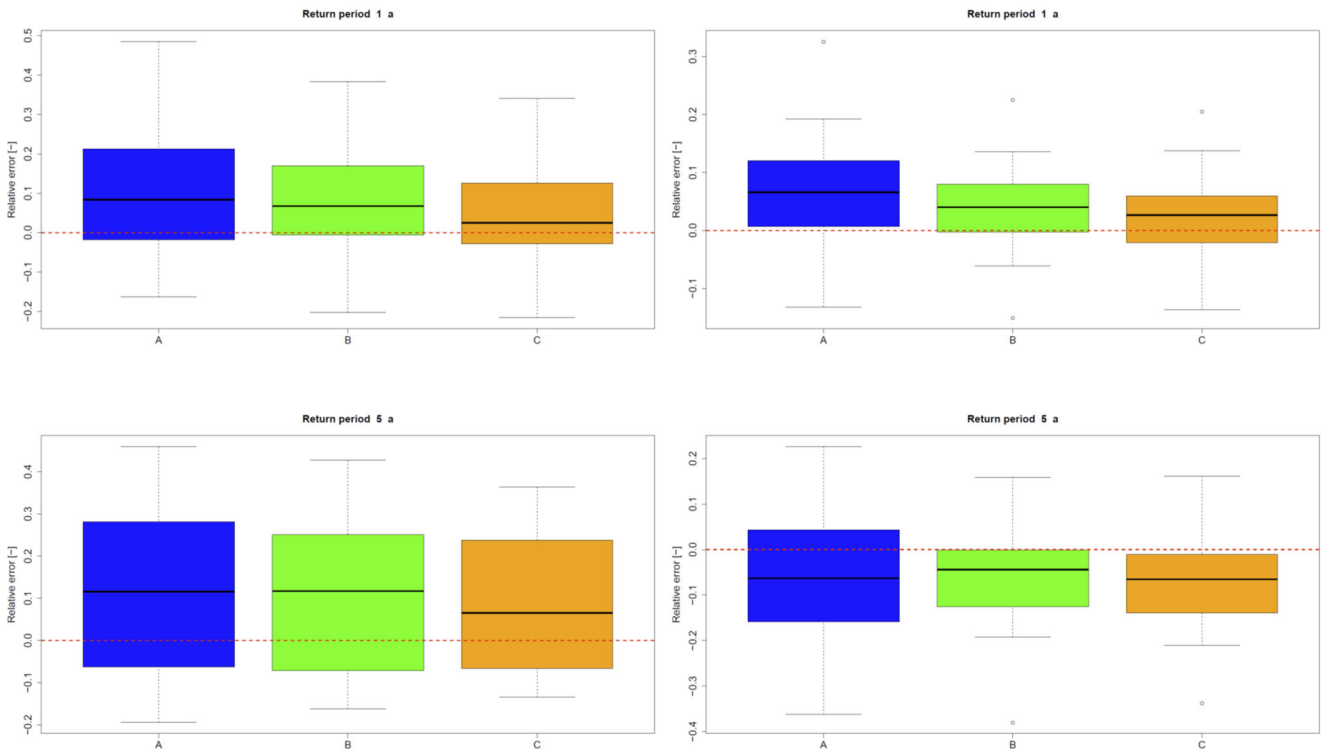 Return period 1 a
Relative error [−]
0.5
0.4
0.3
0.2
0.1
0.0
−0.1
−0.2
A B C
Return period 1 a
Relative error [−]
0.3
0.2
0.1
0.0
−0.1
A B C
Return period 5 a
Relative error [−]
0.4
0.3
0.2
0.1
0.0
−0.1
−0.2
A B C
Return period 5 a
Relative error [−]
0.2
0.1
0.0
−0.1
−0.2
−0.3
−0.4
A B C